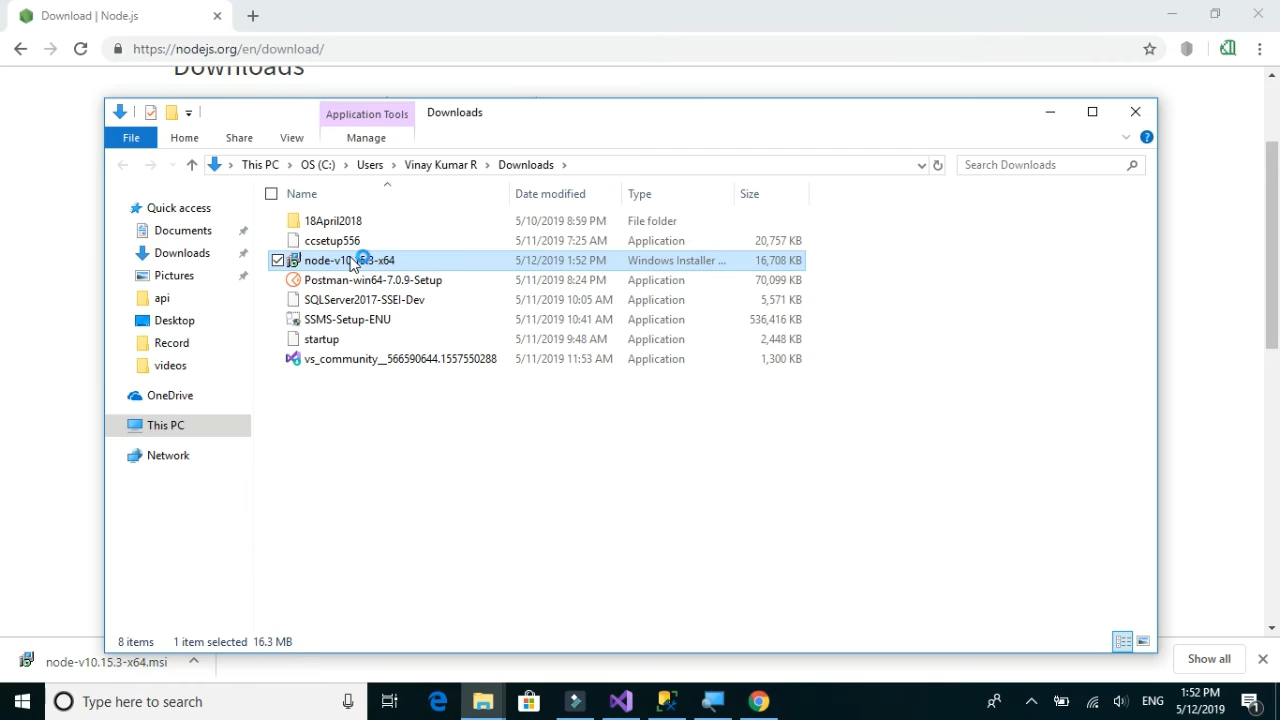 Download | Node.js
https://nodejs.org/en/download/
Downloads
Application Tools
Downloads
File
Home
Share
View
Manage
This PC
OS (C:)
Users
Vinay Kumar R
Downloads
Search Downloads
Name
Date modified
Type
Size
Quick access
Documents
Downloads
Pictures
api
Desktop
Record
videos
OneDrive
This PC
Network
18April2018 5/10/2019 8:59 PM File folder
ccsetup556 5/11/2019 7:25 AM Application 20,757 KB
node-v10.15.3-x64 5/12/2019 1:52 PM Windows Installer ... 16,708 KB
Postman-win64-7.0.9-Setup 5/11/2019 8:24 PM Application 70,099 KB
SQLServer2017-SSEI-Dev 5/11/2019 10:05 AM Application 5,571 KB
SSMS-Setup-ENU 5/11/2019 10:41 AM Application 536,416 KB
startup 5/11/2019 9:48 AM Application 2,448 KB
vs_community__566590644.1557550288 5/11/2019 11:53 AM Application 1,300 KB
8 items 1 item selected 16.3 MB
node-v10.15.3-x64.msi
Show all
Type here to search
ENG
1:52 PM
5/12/2019
1